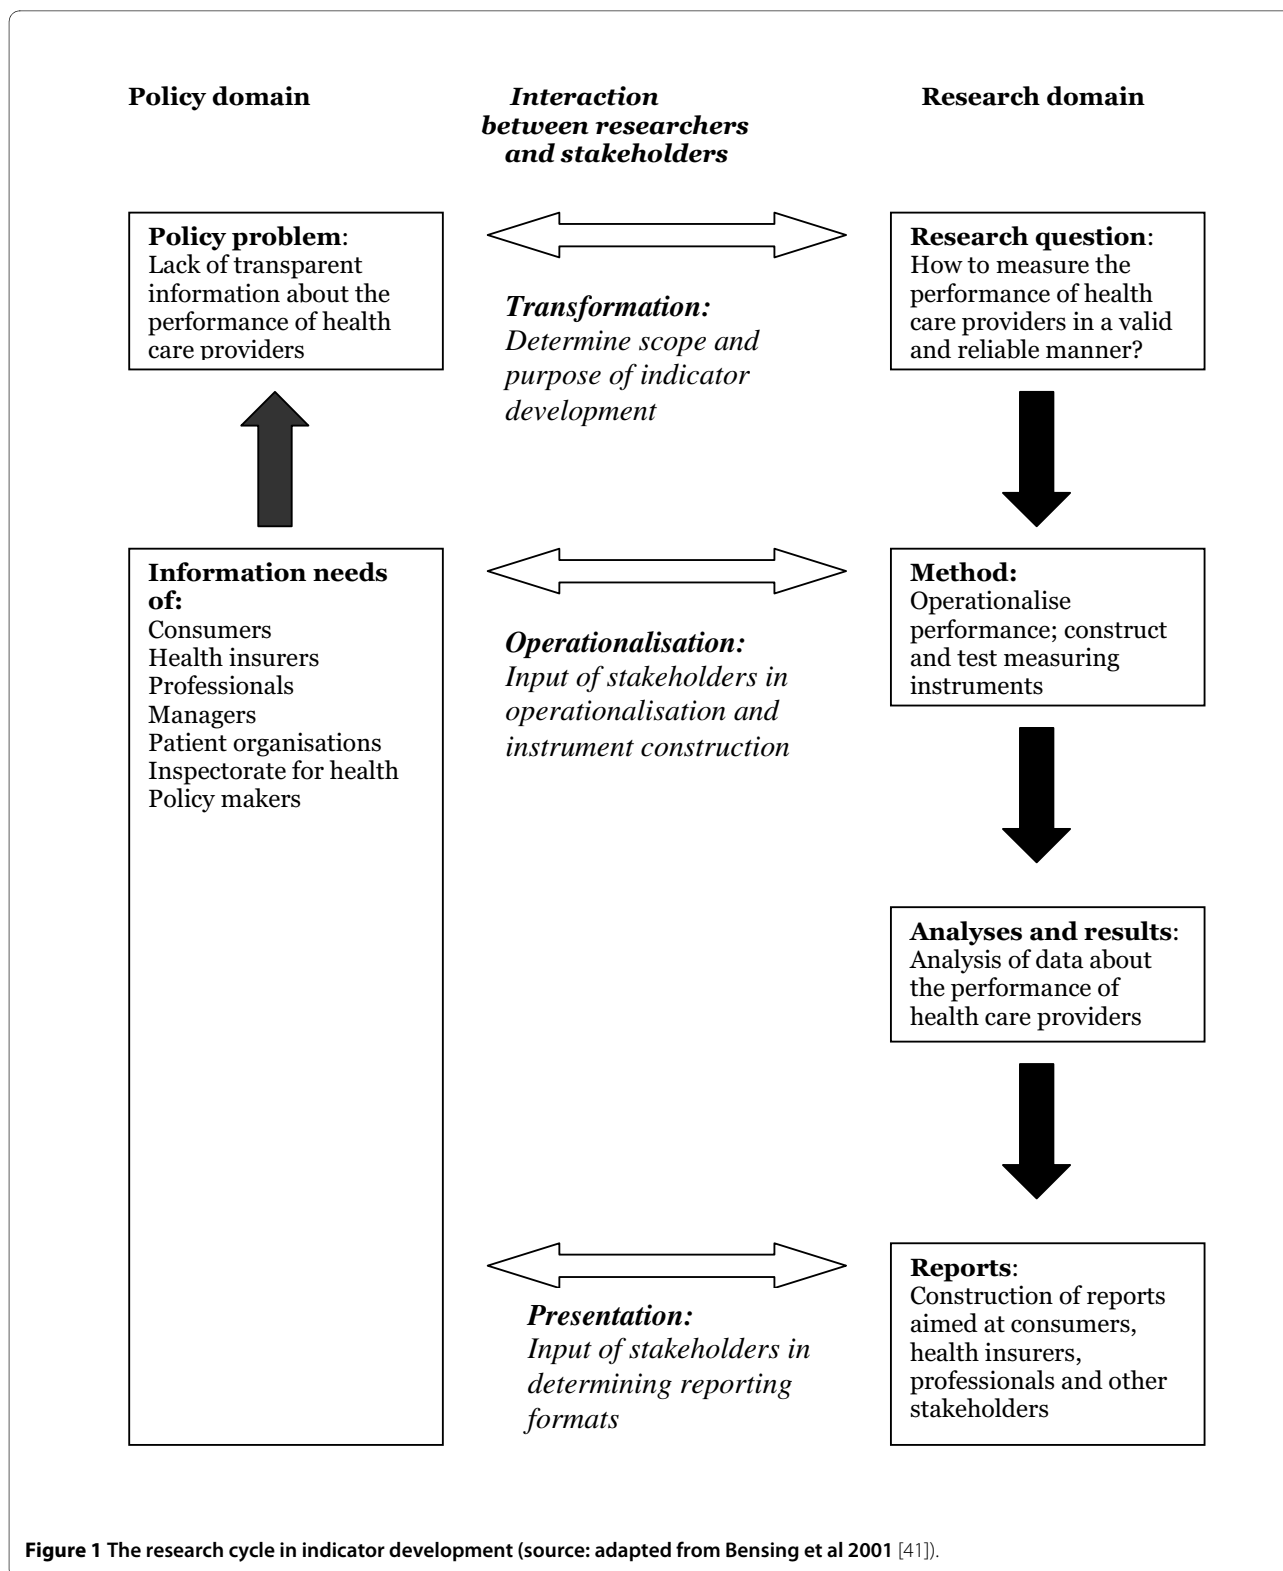 Policy domain
Interaction
between researchers
and stakeholders
Research domain
Policy problem:
Lack of transparent
information about the
performance of health
care providers
Transformation:
Determine scope and
purpose of indicator
development
Research question:
How to measure the
performance of health
care providers in a valid
and reliable manner?
Information needs
of:
Consumers
Health insurers
Professionals
Managers
Patient organisations
Inspectorate for health
Policy makers
Operationalisation:
Input of stakeholders in
operationalisation and
instrument construction
Method:
Operationalise
performance; construct
and test measuring
instruments
Analyses and results:
Analysis of data about
the performance of
health care providers
Presentation:
Input of stakeholders in
determining reporting
formats
Reports:
Construction of reports
aimed at consumers,
health insurers,
professionals and other
stakeholders
Figure 1 The research cycle in indicator development (source: adapted from Bensing et al 2001 [41]).